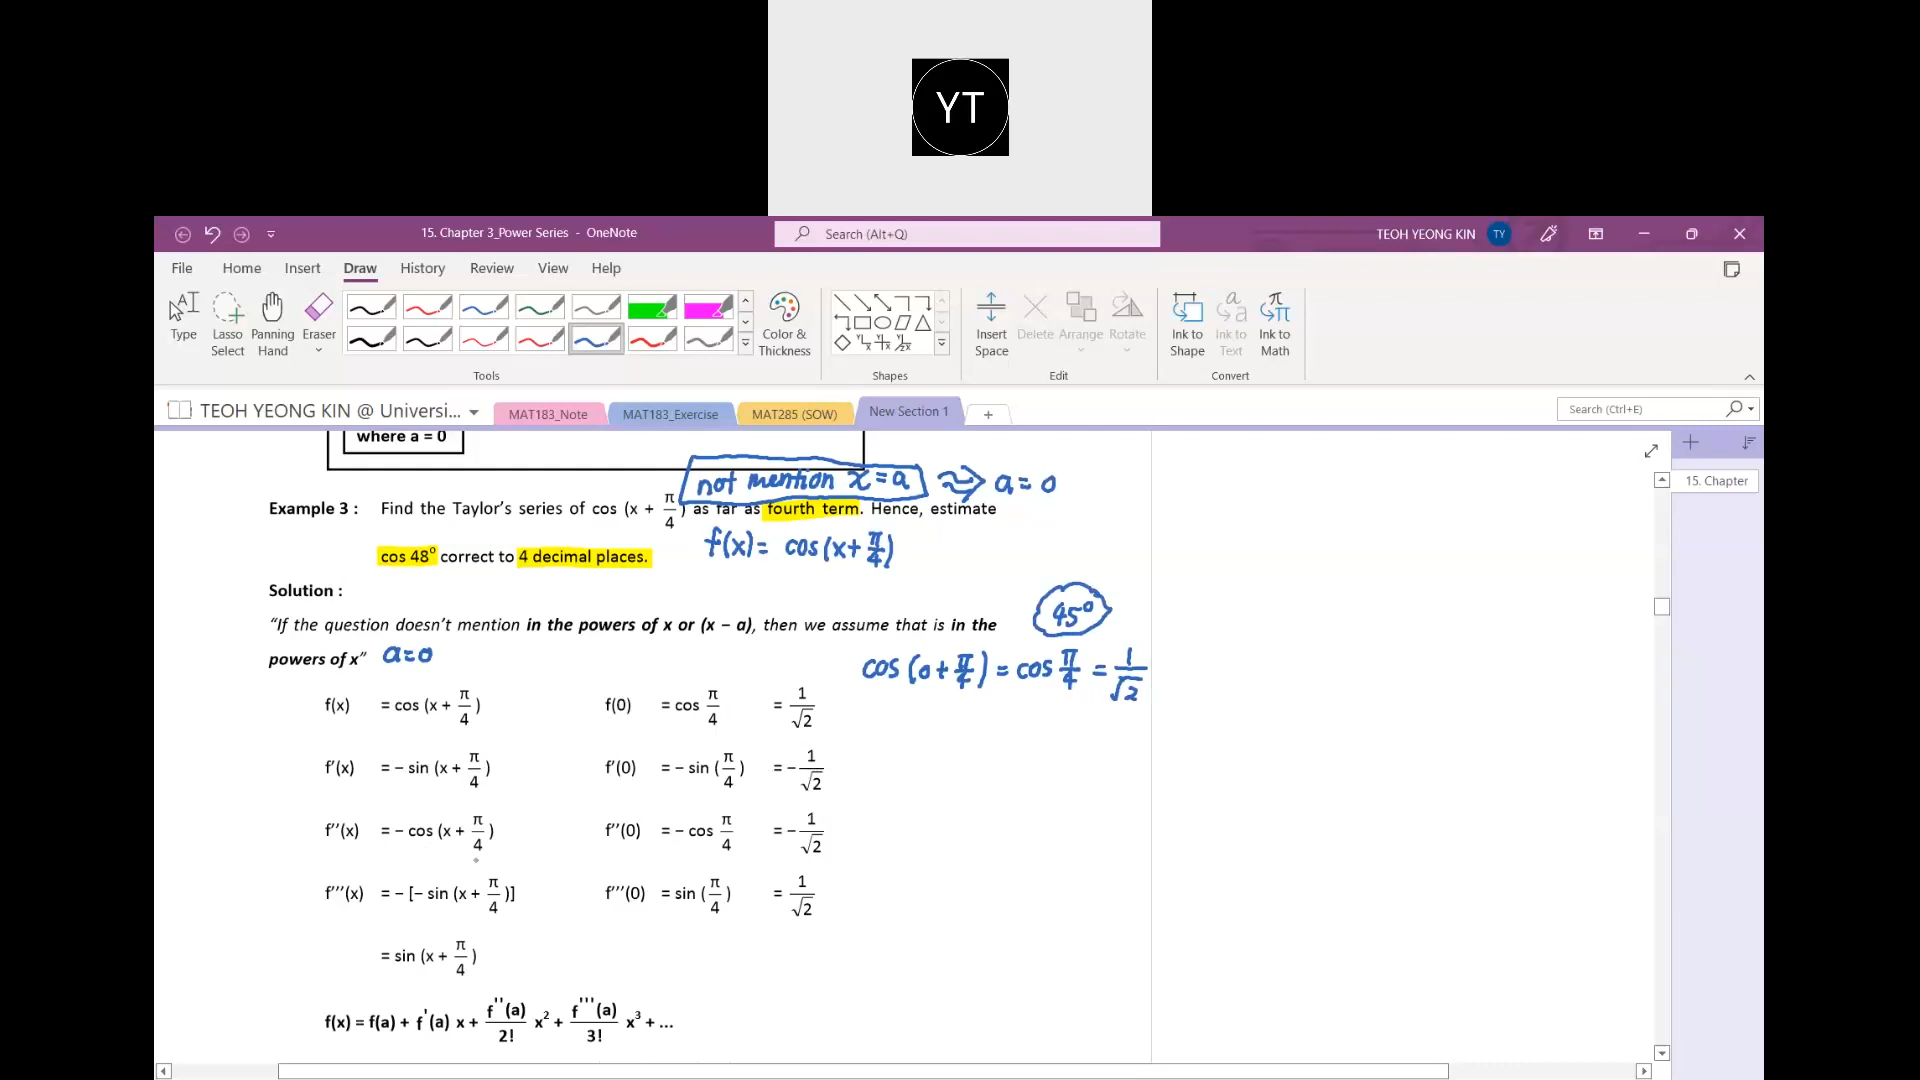 YT
15. Chapter 3_Power Series - OneNote
Search (Alt+Q)
TEOH YEONG KIN TY
File Home Insert Draw History Review View Help
Type
Lasso Select
Panning Hand
Eraser
Color & Thickness
Insert Space
Delete
Arrange
Rotate
Ink to Shape
Ink to Text
Ink to Math
Tools Shapes Edit Convert
TEOH YEONG KIN @ Universi... MAT183_Note MAT183_Exercise MAT285 (SOW) New Section 1 + Search (Ctrl+E)
15. Chapter
where a = 0
not mention x = a ⇒ a = 0
Example 3 : Find the Taylor’s series of cos (x + π/4) as far as fourth term. Hence, estimate
f(x) = cos(x + π/4)
cos 48° correct to 4 decimal places.
Solution :
45°
“If the question doesn’t mention in the powers of x or (x – a), then we assume that is in the
powers of x” a = 0
cos(0 + π/4) = cos π/4 = 1/√2
f(x) = cos (x + π/4) f(0) = cos π/4 = 1/√2
f’(x) = – sin (x + π/4) f’(0) = – sin (π/4) = – 1/√2
f’’(x) = – cos (x + π/4) f’’(0) = – cos π/4 = – 1/√2
f’’’(x) = – [– sin (x + π/4)] f’’’(0) = sin (π/4) = 1/√2
= sin (x + π/4)
f(x) = f(a) + f'(a) x + f''(a)/2! x² + f'''(a)/3! x³ + ...